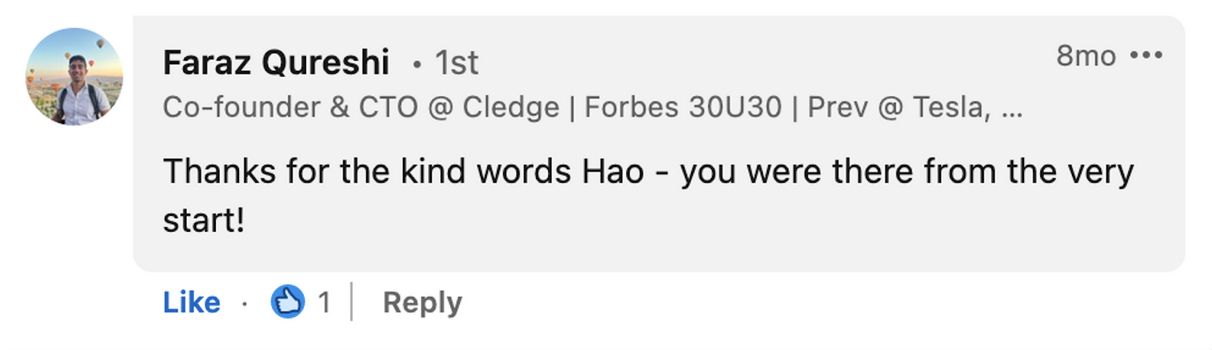 Faraz Qureshi • 1st
8mo •••
Co-founder & CTO @ Cledge | Forbes 30U30 | Prev @ Tesla, ...
Thanks for the kind words Hao - you were there from the very
start!
Like · 1 | Reply